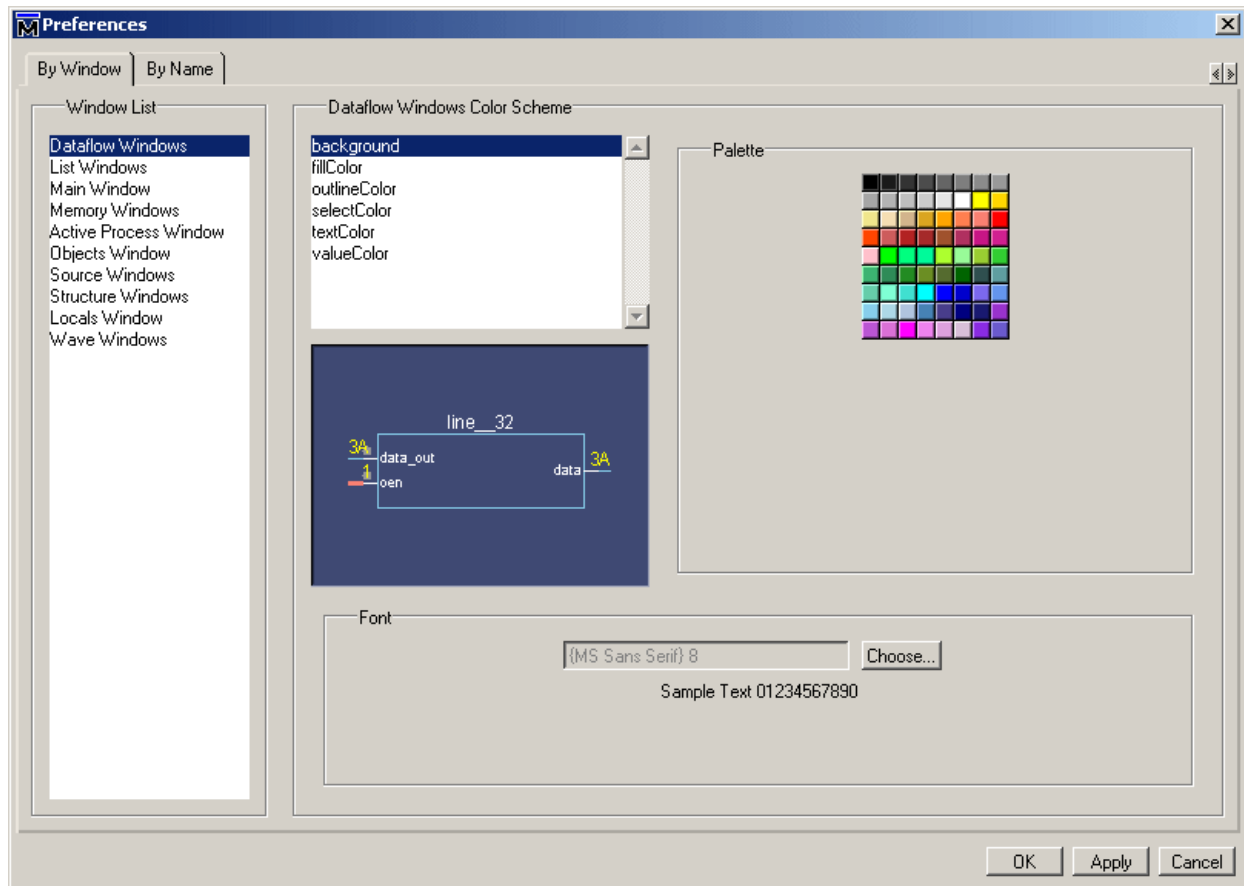 Preferences
By Window
By Name
Window List
Dataflow Windows
List Windows
Main Window
Memory Windows
Active Process Window
Objects Window
Source Windows
Structure Windows
Locals Window
Wave Windows
Dataflow Windows Color Scheme
background
fillColor
outlineColor
selectColor
textColor
valueColor
line__32
3A
data_out
1
oen
data
3A
Palette
Font
{MS Sans Serif} 8
Choose...
Sample Text 01234567890
OK
Apply
Cancel